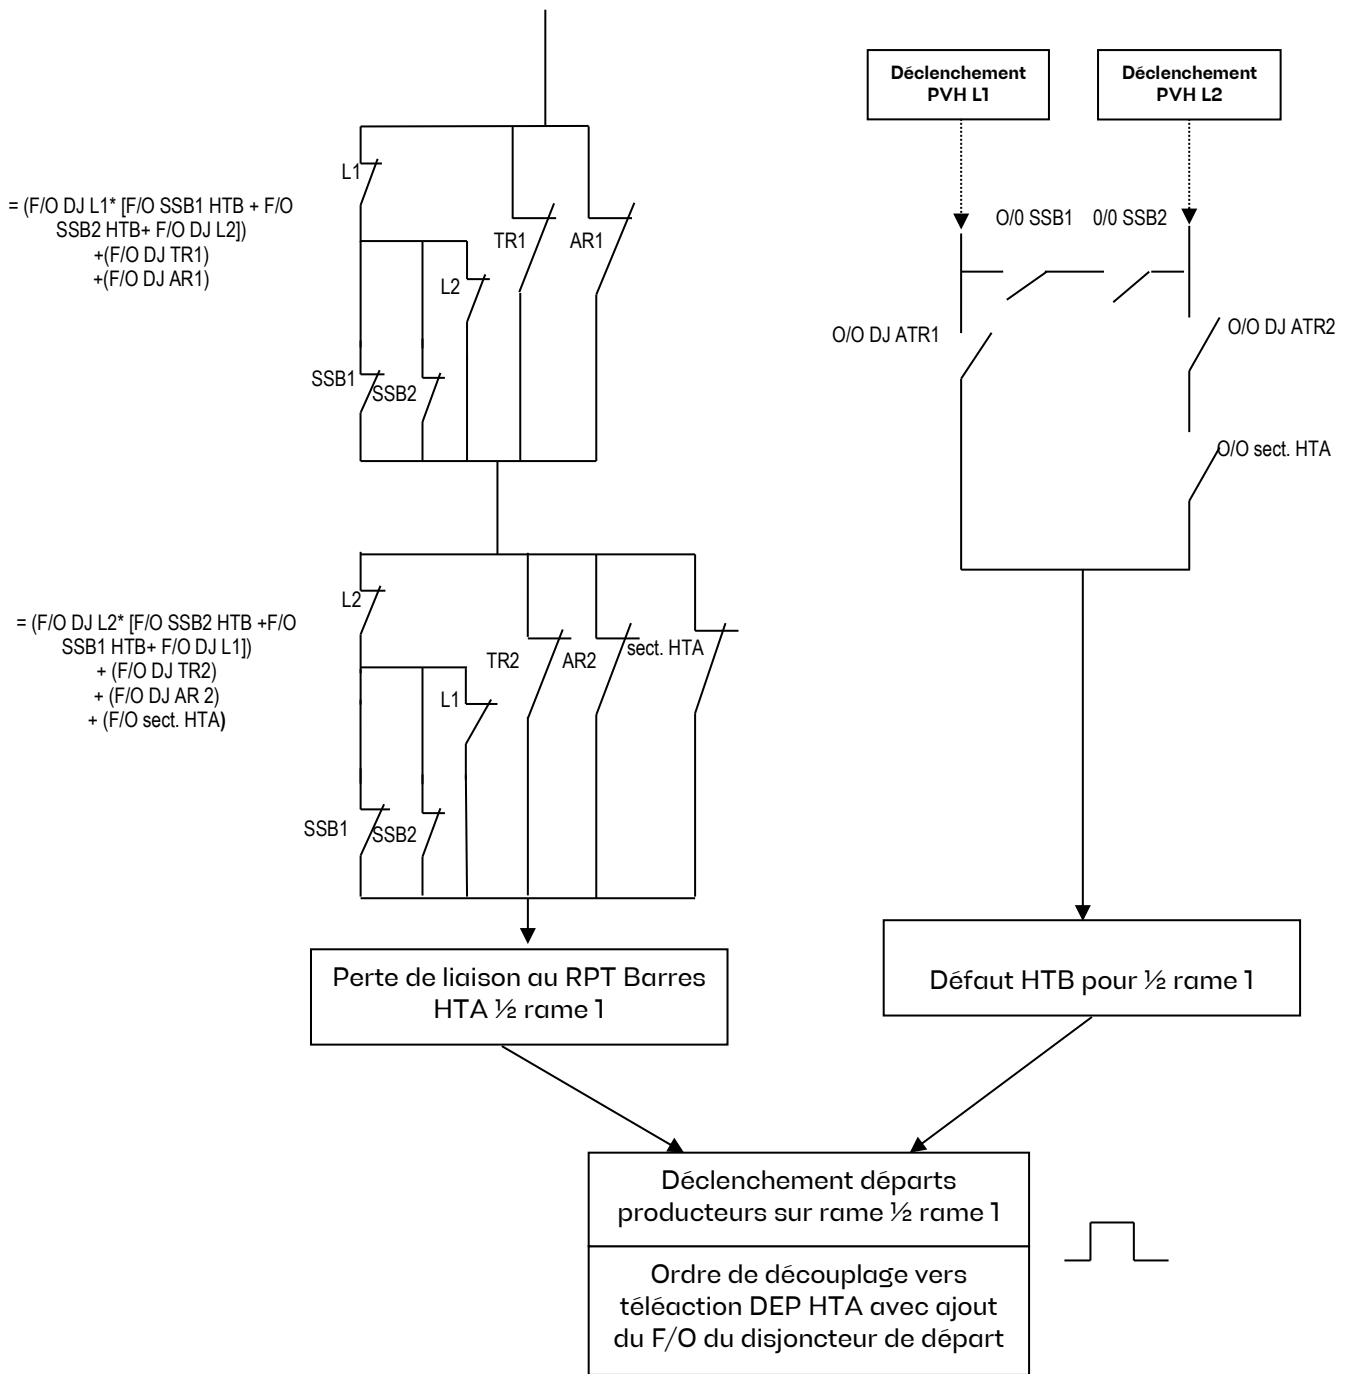 Déclenchement
PVH L1
Déclenchement
PVH L2
L1
= (F/O DJ L1* [F/O SSB1 HTB + F/O
SSB2 HTB+ F/O DJ L2])
+(F/O DJ TR1)
+(F/O DJ AR1)
TR1
AR1
L2
SSB1
SSB2
O/0 SSB1
0/0 SSB2
O/O DJ ATR1
O/O DJ ATR2
O/O sect. HTA
L2
= (F/O DJ L2* [F/O SSB2 HTB +F/O
SSB1 HTB+ F/O DJ L1])
+ (F/O DJ TR2)
+ (F/O DJ AR 2)
+ (F/O sect. HTA)
TR2
AR2
sect. HTA
L1
SSB1
SSB2
Perte de liaison au RPT Barres
HTA ½ rame 1
Défaut HTB pour ½ rame 1
Déclenchement départs
producteurs sur rame ½ rame 1
Ordre de découplage vers
téléaction DEP HTA avec ajout
du F/O du disjoncteur de départ